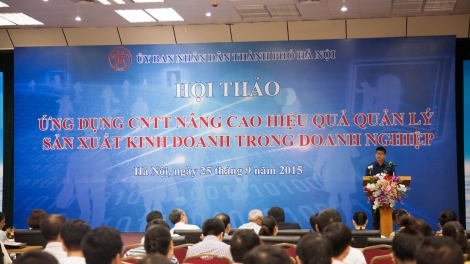 ỦY BAN NHÂN DÂN THÀNH PHỐ HÀ NỘI
HỘI THẢO
ỨNG DỤNG CNTT NÂNG CAO HIỆU QUẢ QUẢN LÝ
SẢN XUẤT KINH DOANH TRONG DOANH NGHIỆP
Hà Nội, ngày 25 tháng 9 năm 2015